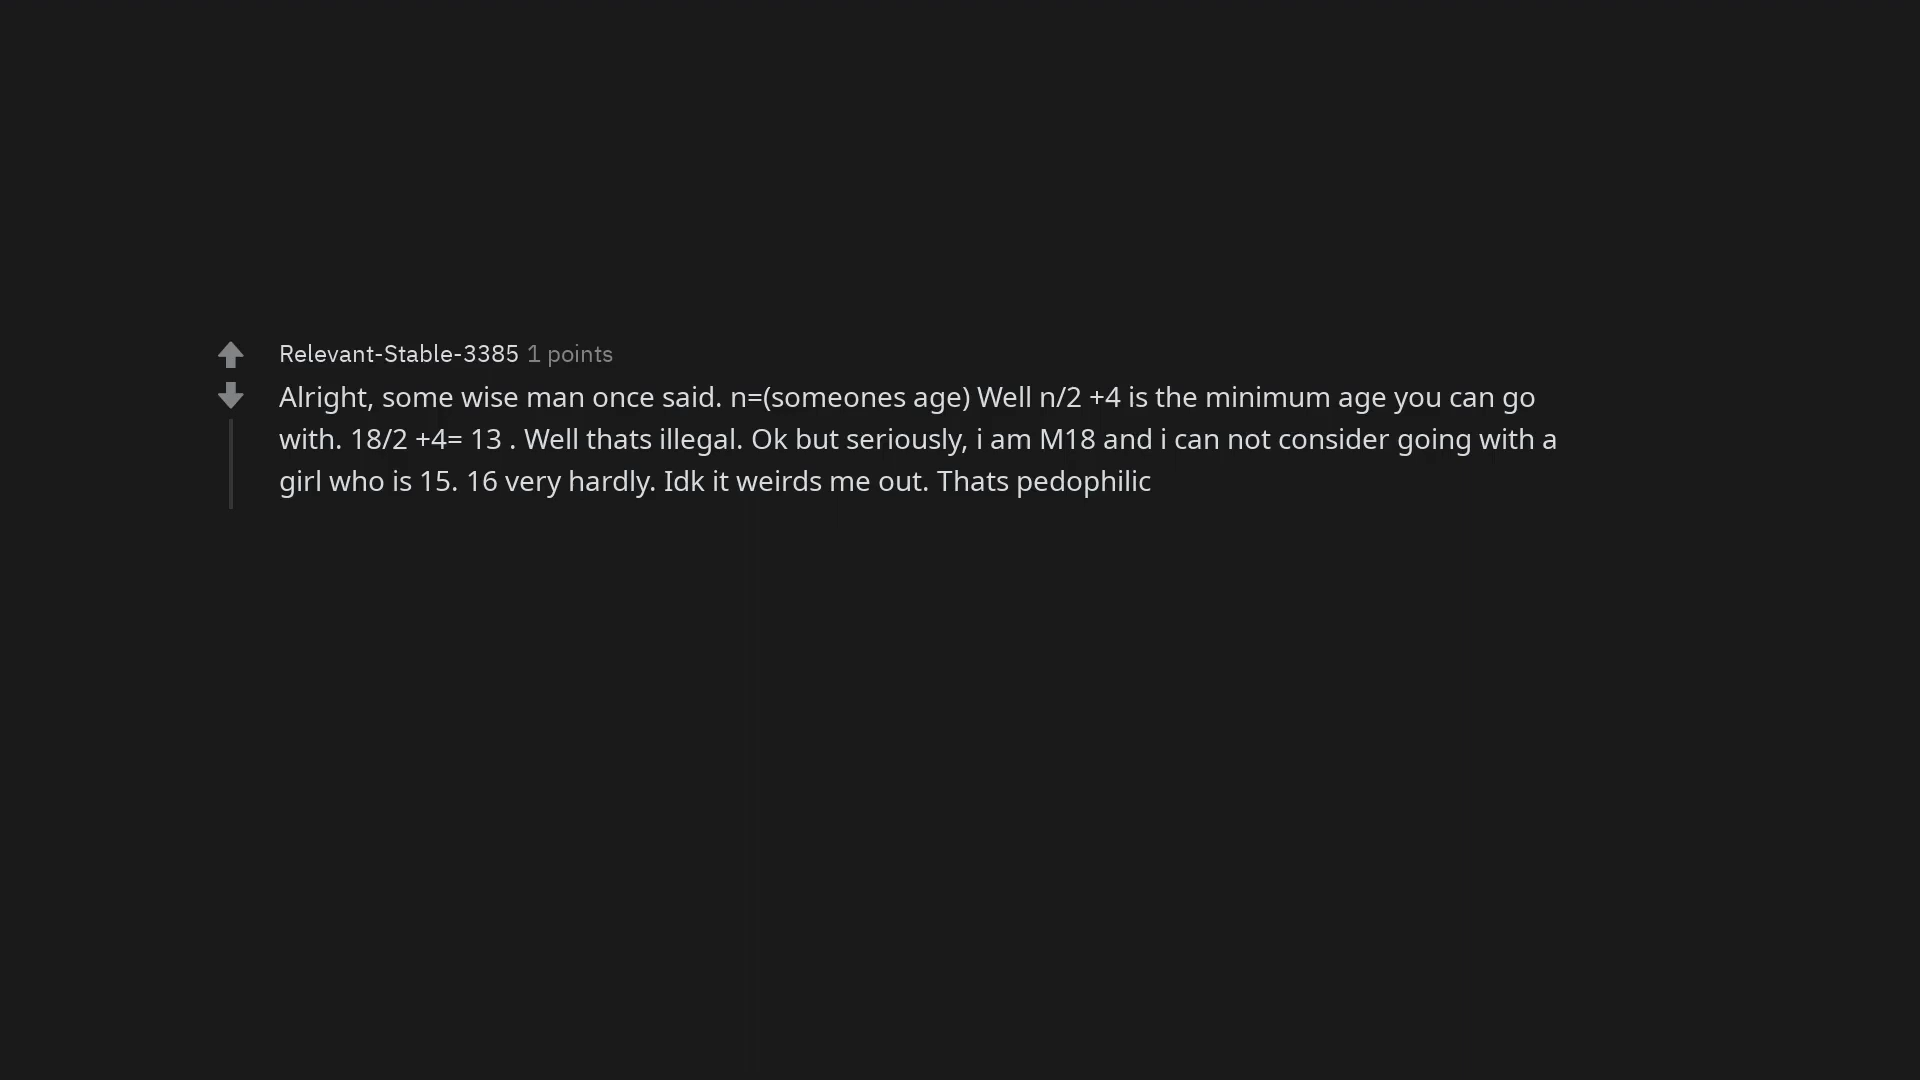 Relevant-Stable-3385 1 points
Alright, some wise man once said. n=(someones age) Well n/2 +4 is the minimum age you can go
with. 18/2 +4= 13 . Well thats illegal. Ok but seriously, i am M18 and i can not consider going with a
girl who is 15. 16 very hardly. Idk it weirds me out. Thats pedophilic